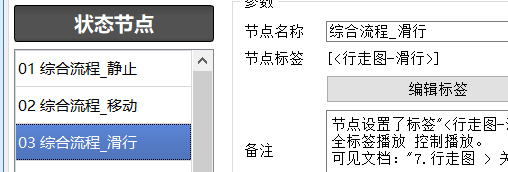 状态节点
01 综合流程_静止
02 综合流程_移动
03 综合流程_滑行
参数
节点名称
综合流程_滑行
节点标签
[<行走图-滑行>]
编辑标签
备注
节点设置了标签"<行走图-
全标签播放 控制播放。
可见文档："7.行走图 > 关